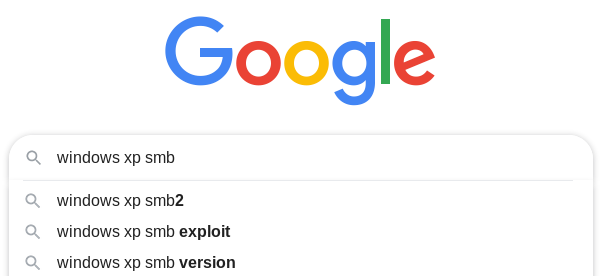 Google
windows xp smb
windows xp smb2
windows xp smb exploit
windows xp smb version